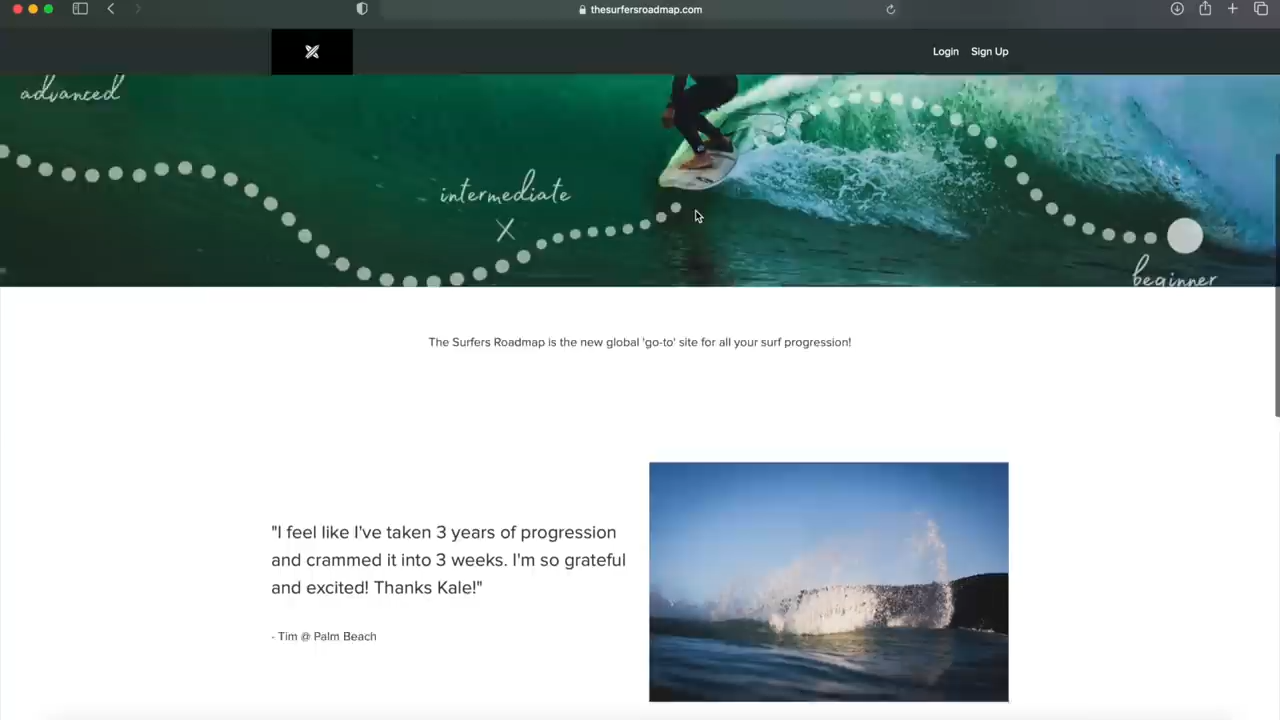 thesurfersroadmap.com
Login Sign Up
advanced
intermediate
X
beginner
The Surfers Roadmap is the new global 'go-to' site for all your surf progression!
"I feel like I've taken 3 years of progression
and crammed it into 3 weeks. I'm so grateful
and excited! Thanks Kale!"
- Tim @ Palm Beach